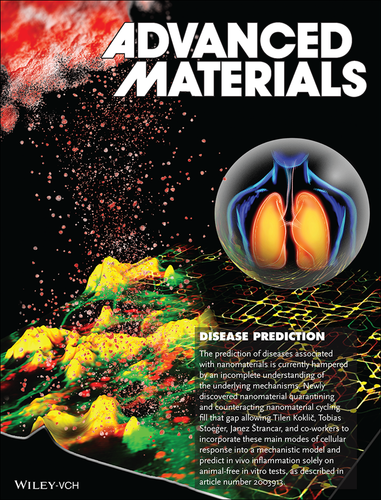 ADVANCED
MATERIALS
DISEASE PREDICTION
The prediction of diseases associated
with nanomaterials is currently hampered
by an incomplete understanding of
the underlying mechanisms. Newly
discovered nanomaterial quarantining
and counteracting nanomaterial cycling
fill that gap allowing Tilen Koklič, Tobias
Stoeger, Janez Štrancar, and co-workers to
incorporate these main modes of cellular
response into a mechanistic model and
predict in vivo inflammation solely on
animal-free in vitro tests, as described in
article number 2003913.
WILEY-VCH